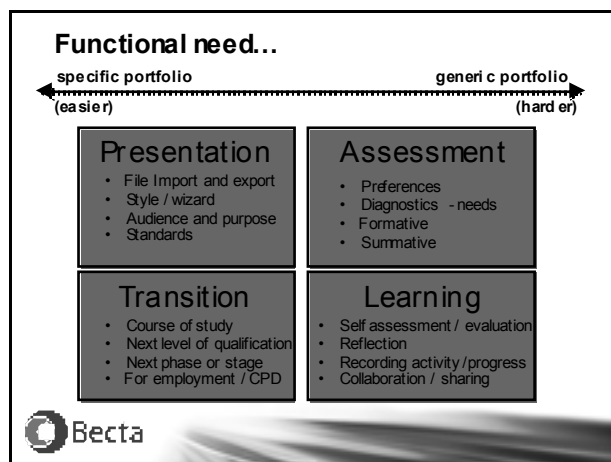 Functional need...
specific portfolio generic portfolio
(easier) (harder)
Presentation
• File Import and export
• Style / wizard
• Audience and purpose
• Standards
Assessment
• Preferences
• Diagnostics - needs
• Formative
• Summative
Transition
• Course of study
• Next level of qualification
• Next phase or stage
• For employment / CPD
Learning
• Self assessment / evaluation
• Reflection
• Recording activity / progress
• Collaboration / sharing
Becta